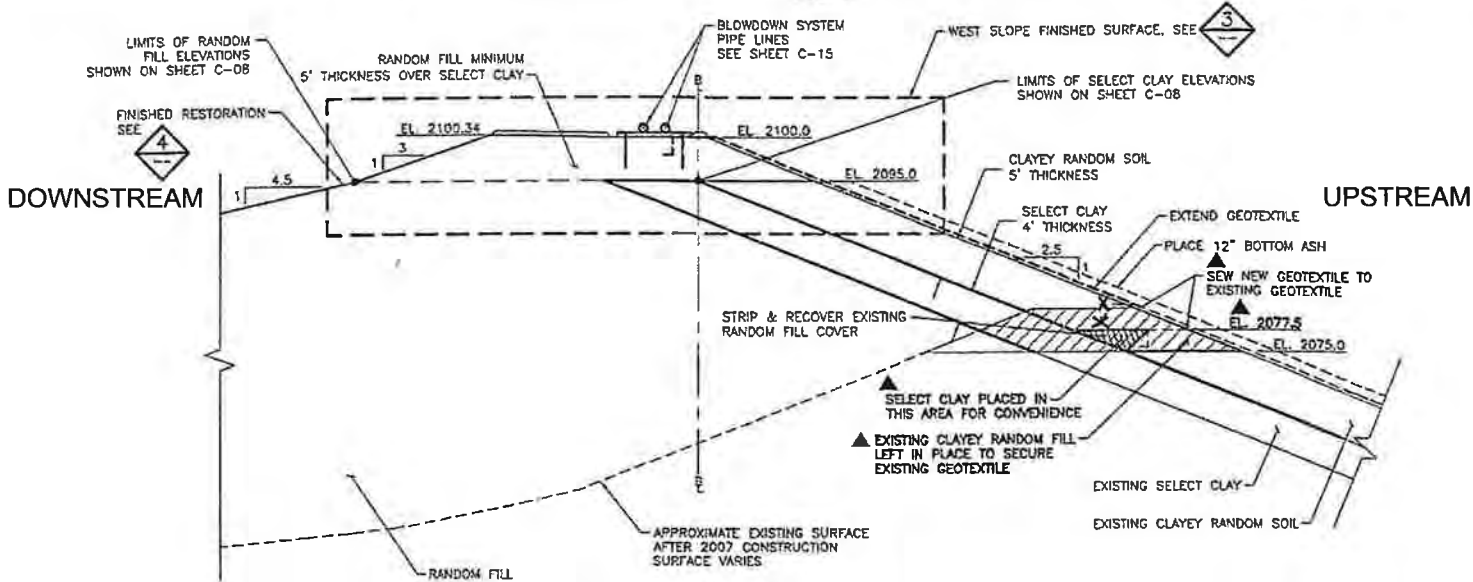 LIMITS OF RANDOM
FILL ELEVATIONS
SHOWN ON SHEET C-08
FINISHED RESTORATION
SEE
4
--
RANDOM FILL MINIMUM
5' THICKNESS OVER SELECT CLAY
BLOWDOWN SYSTEM
PIPE LINES
SEE SHEET C-15
WEST SLOPE FINISHED SURFACE, SEE
3
--
LIMITS OF SELECT CLAY ELEVATIONS
SHOWN ON SHEET C-08
EL. 2100.34
EL. 2100.0
1
3
1
4.5
DOWNSTREAM
EL. 2095.0
CLAYEY RANDOM SOIL
5' THICKNESS
UPSTREAM
SELECT CLAY
4' THICKNESS
EXTEND GEOTEXTILE
PLACE 12" BOTTOM ASH
2.5
1
SEW NEW GEOTEXTILE TO
EXISTING GEOTEXTILE
STRIP & RECOVER EXISTING
RANDOM FILL COVER
EL. 2077.5
EL. 2075.0
SELECT CLAY PLACED IN
THIS AREA FOR CONVENIENCE
EXISTING CLAYEY RANDOM FILL
LEFT IN PLACE TO SECURE
EXISTING GEOTEXTILE
EXISTING SELECT CLAY
EXISTING CLAYEY RANDOM SOIL
APPROXIMATE EXISTING SURFACE
AFTER 2007 CONSTRUCTION
SURFACE VARIES
RANDOM FILL